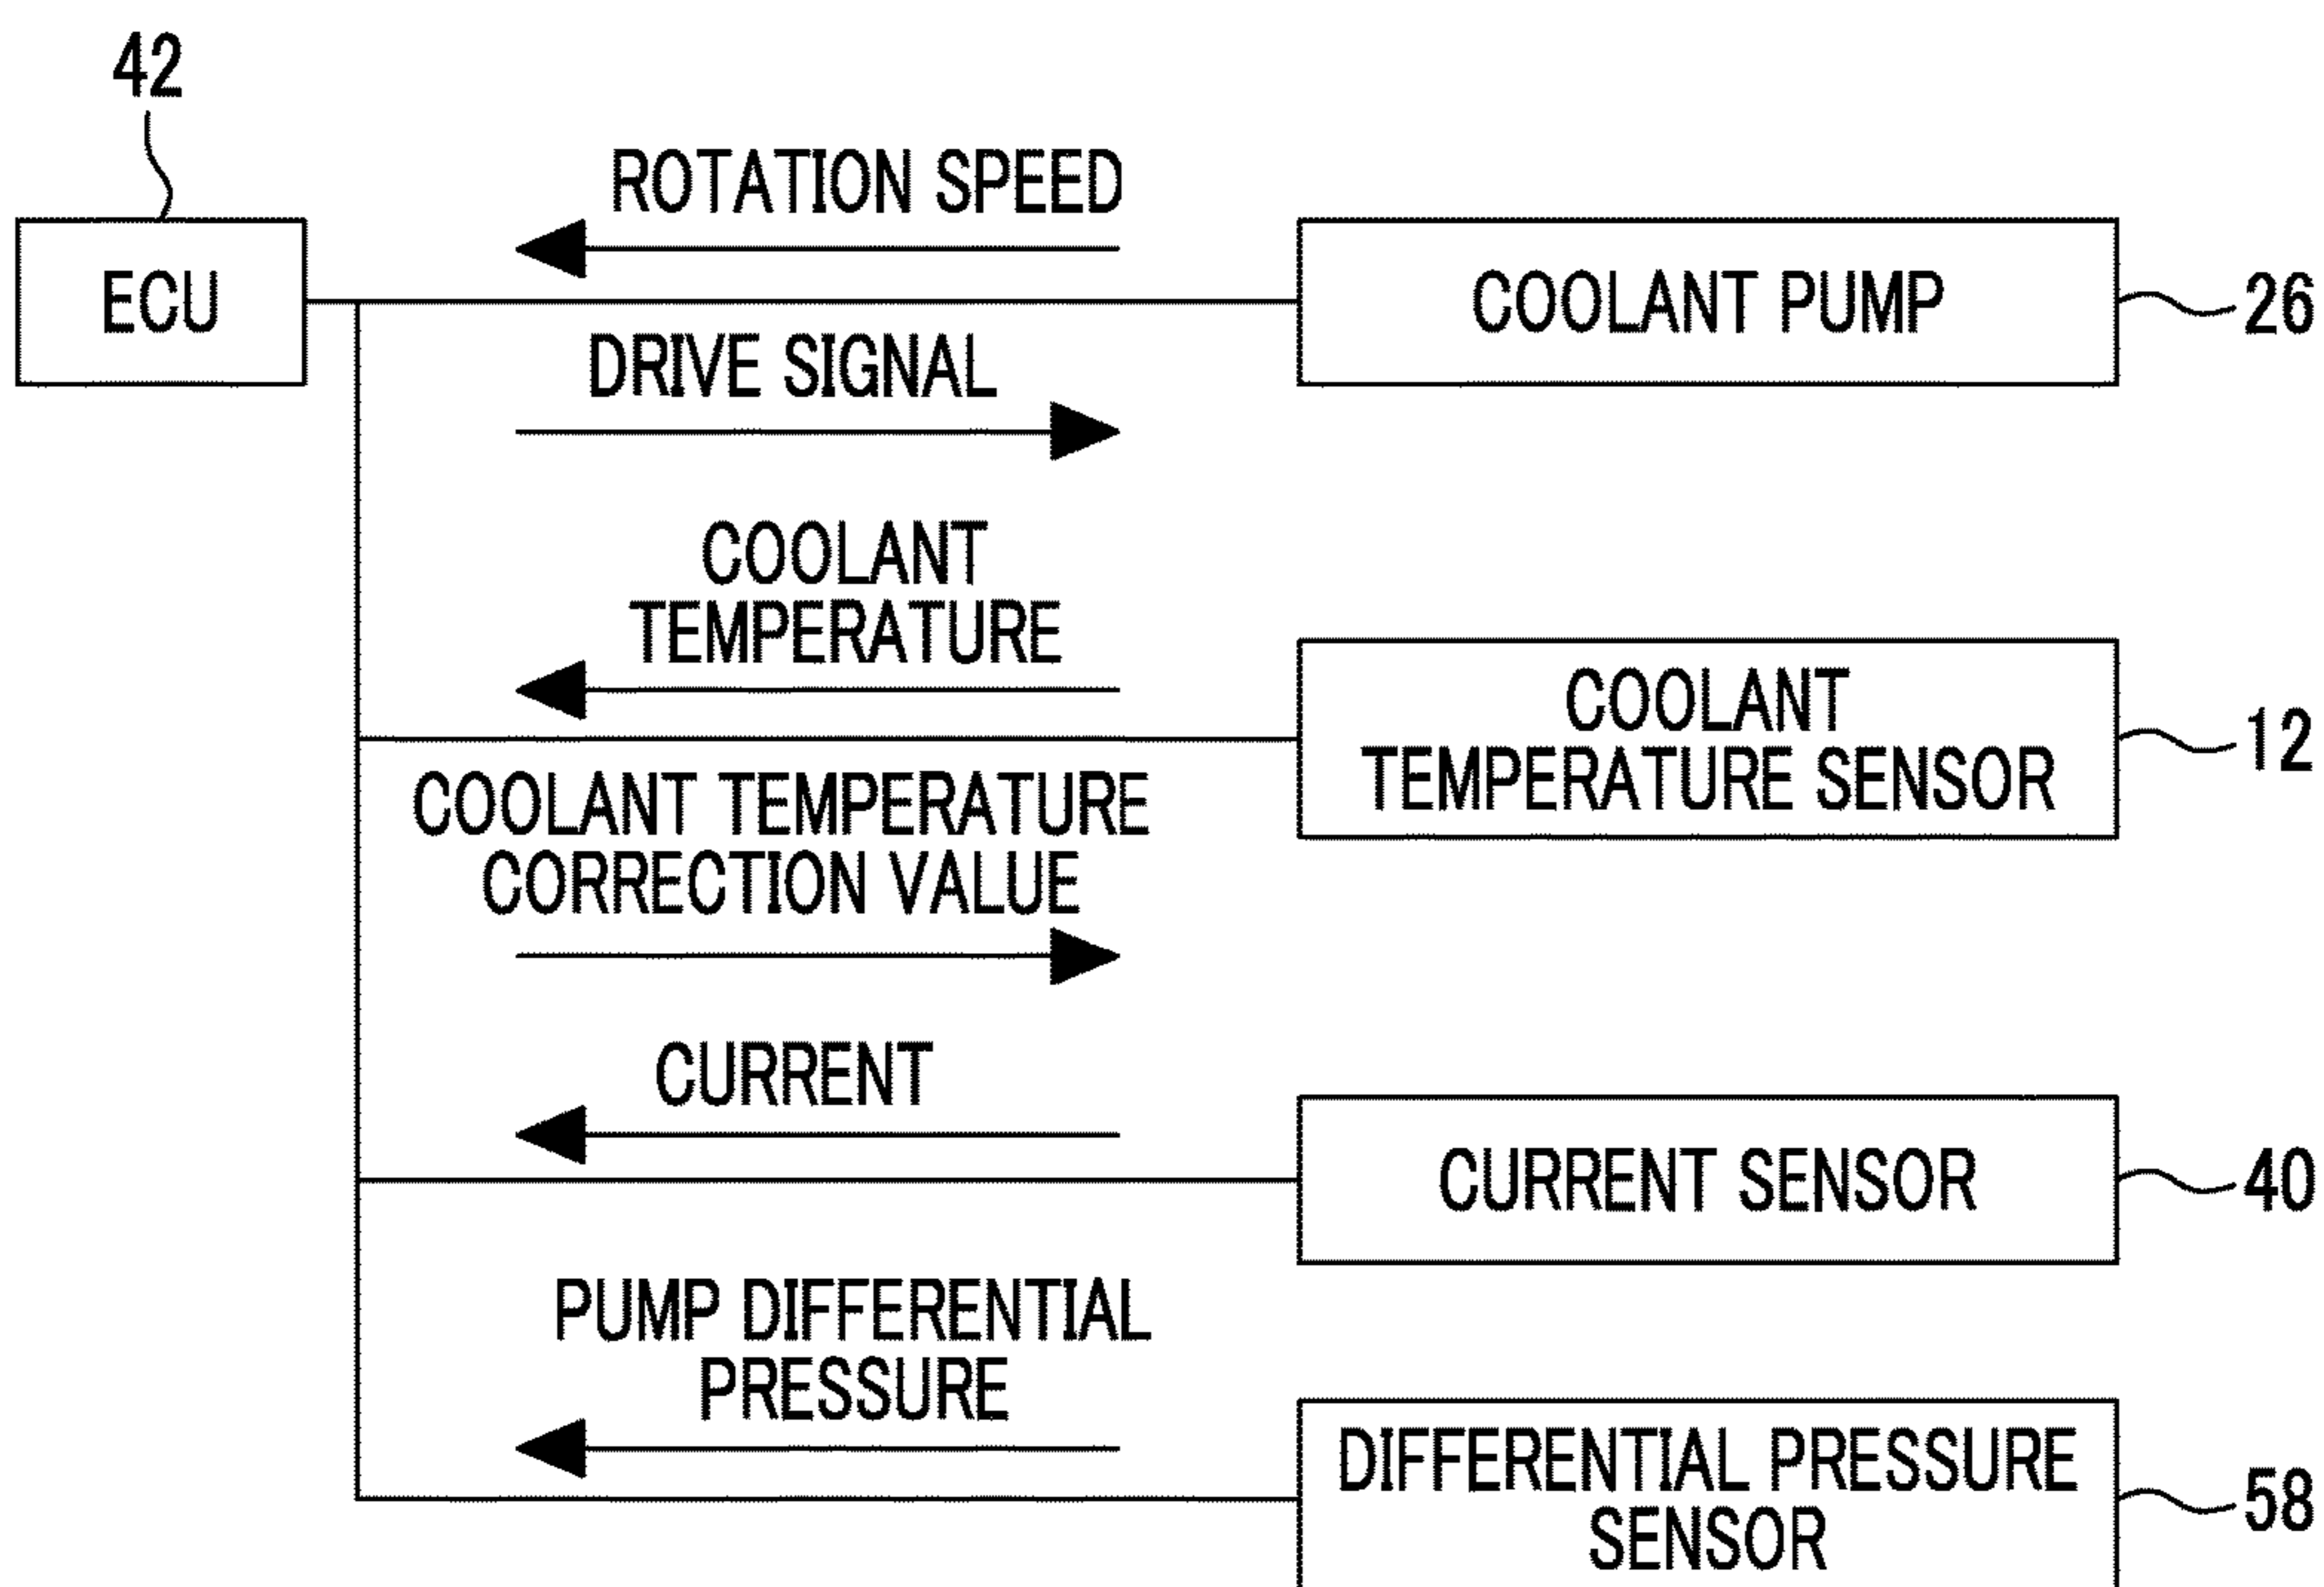 42
ROTATION SPEED
ECU
COOLANT PUMP
26
DRIVE SIGNAL
COOLANT
TEMPERATURE
COOLANT
TEMPERATURE SENSOR
12
COOLANT TEMPERATURE
CORRECTION VALUE
CURRENT
CURRENT SENSOR
40
PUMP DIFFERENTIAL
PRESSURE
DIFFERENTIAL PRESSURE
SENSOR
58